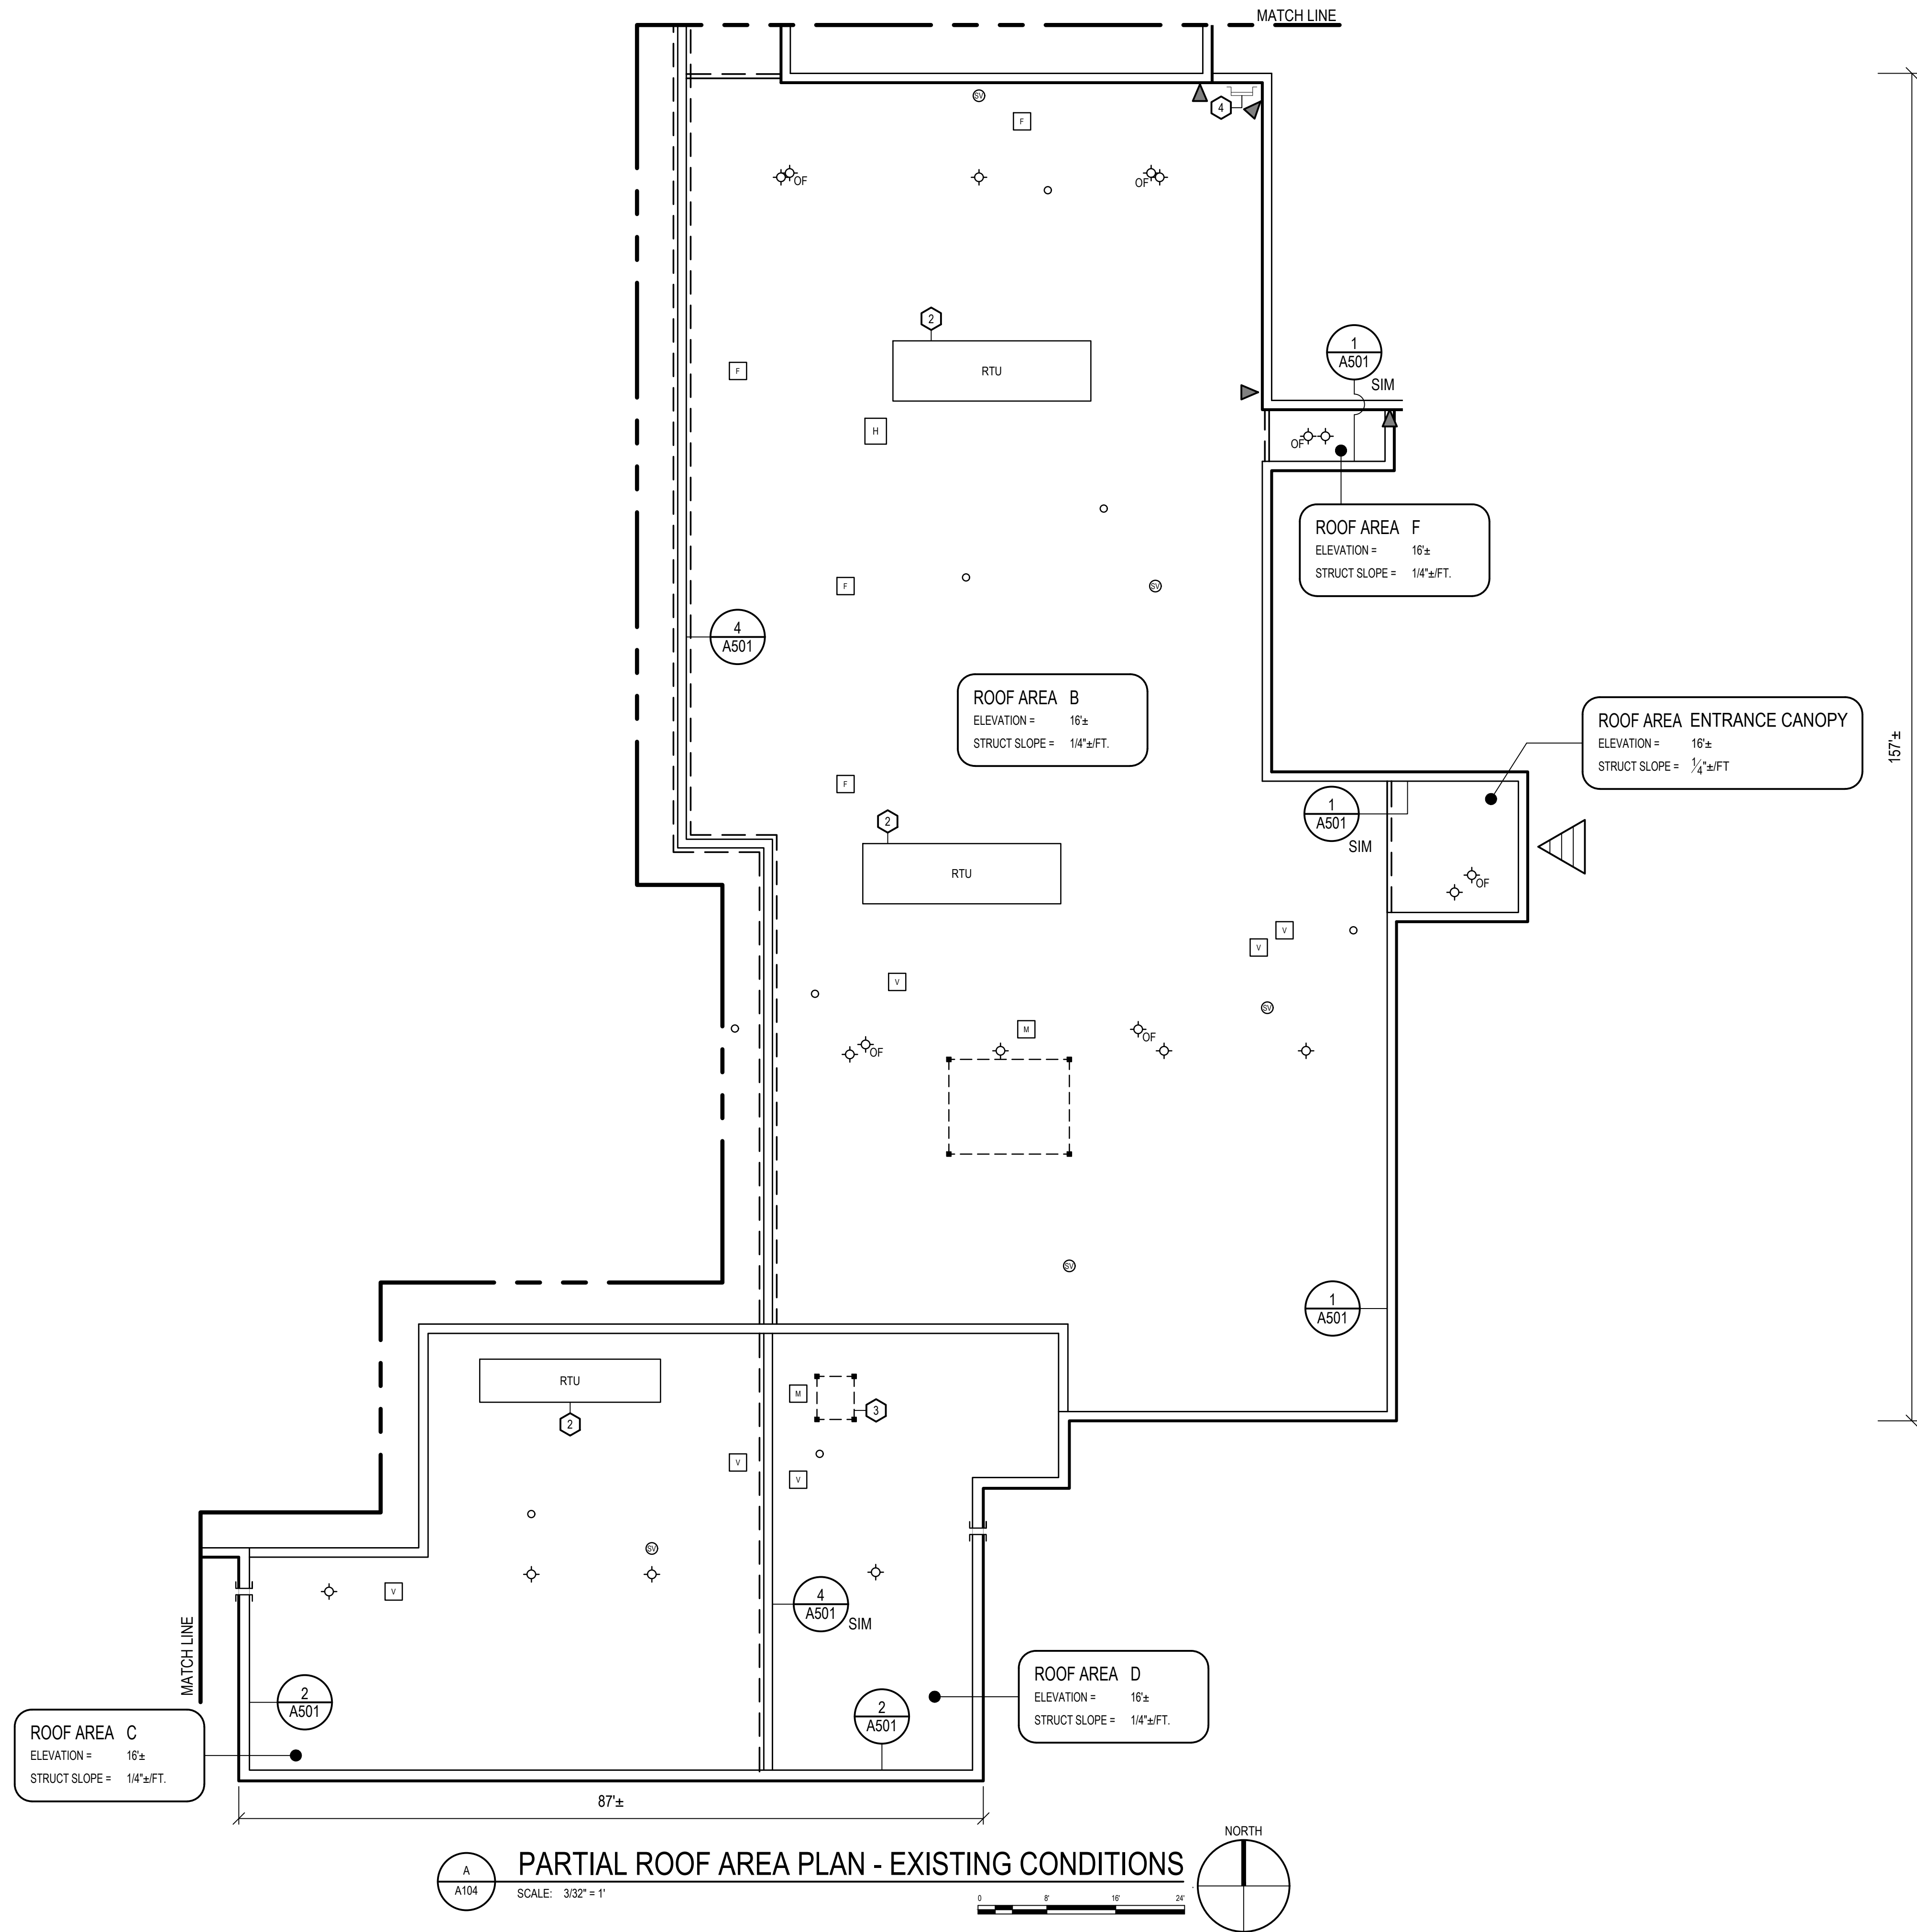 MATCH LINE
SV
F
4
OF
OF
2
RTU
F
H
1
A501
SIM
OF
ROOF AREA F
ELEVATION = 16'±
STRUCT SLOPE = 1/4"±/FT.
F
SV
4
A501
ROOF AREA B
ELEVATION = 16'±
STRUCT SLOPE = 1/4"±/FT.
ROOF AREA ENTRANCE CANOPY
ELEVATION = 16'±
STRUCT SLOPE = 1/4"±/FT
157'±
F
2
RTU
1
A501
SIM
OF
V
V
V
SV
M
OF
OF
SV
1
A501
RTU
2
M
3
V
V
SV
V
4
A501
SIM
MATCH LINE
2
A501
2
A501
ROOF AREA D
ELEVATION = 16'±
STRUCT SLOPE = 1/4"±/FT.
ROOF AREA C
ELEVATION = 16'±
STRUCT SLOPE = 1/4"±/FT.
87'±
A
A104
PARTIAL ROOF AREA PLAN - EXISTING CONDITIONS
SCALE: 3/32" = 1'
0 8' 16' 24'
NORTH